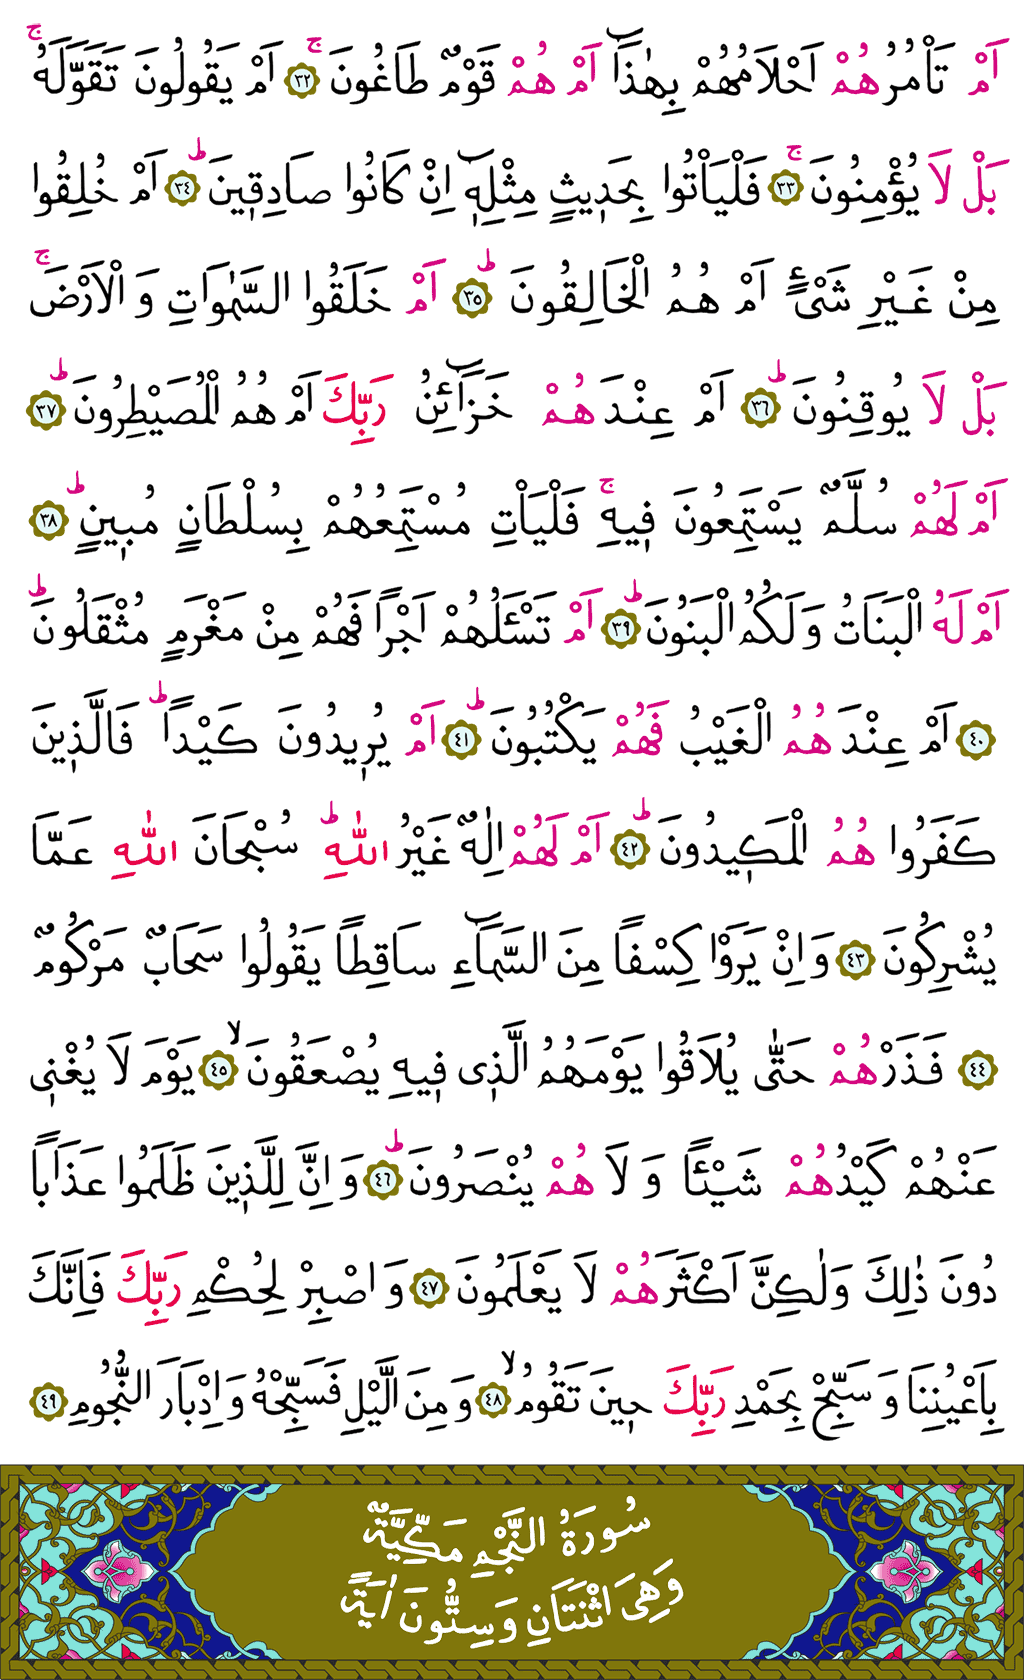 اَمْ تَأْمُرُهُمْ اَحْلَامُهُمْ بِهٰذَٓا اَمْ هُمْ قَوْمٌ طَاغُونَۚ ﴿٣٢﴾ اَمْ يَقُولُونَ تَقَوَّلَهُۚ
بَلْ لَا يُؤْمِنُونَۚ ﴿٣٣﴾ فَلْيَأْتُوا بِحَدٖيثٍ مِثْلِهٖٓ اِنْ كَانُوا صَادِقٖينَؕ ﴿٣٤﴾ اَمْ خُلِقُوا
مِنْ غَيْرِ شَيْءٍ اَمْ هُمُ الْخَالِقُونَؕ ﴿٣٥﴾ اَمْ خَلَقُوا السَّمٰوَاتِ وَالْاَرْضَۚ
بَلْ لَا يُوقِنُونَؕ ﴿٣٦﴾ اَمْ عِنْدَهُمْ خَزَٓائِنُ رَبِّكَ اَمْ هُمُ الْمُصَيْطِرُونَؕ ﴿٣٧﴾
اَمْ لَهُمْ سُلَّمٌ يَسْتَمِعُونَ فٖيهِۚ فَلْيَأْتِ مُسْتَمِعُهُمْ بِسُلْطَانٍ مُبٖينٍؕ ﴿٣٨﴾
اَمْ لَهُ الْبَنَاتُ وَلَكُمُ الْبَنُونَؕ ﴿٣٩﴾ اَمْ تَسْـَٔلُهُمْ اَجْرًا فَهُمْ مِنْ مَغْرَمٍ مُثْقَلُونَؕ
﴿٤٠﴾ اَمْ عِنْدَهُمُ الْغَيْبُ فَهُمْ يَكْتُبُونَؕ ﴿٤١﴾ اَمْ يُرٖيدُونَ كَيْدًاؕ فَالَّذٖينَ
كَفَرُوا هُمُ الْمَكٖيدُونَؕ ﴿٤٢﴾ اَمْ لَهُمْ اِلٰهٌ غَيْرُ اللّٰهِؕ سُبْحَانَ اللّٰهِ عَمَّا
يُشْرِكُونَ ﴿٤٣﴾ وَاِنْ يَرَوْا كِسْفًا مِنَ السَّمَٓاءِ سَاقِطًا يَقُولُوا سَحَابٌ مَرْكُومٌ
﴿٤٤﴾ فَذَرْهُمْ حَتّٰى يُلَاقُوا يَوْمَهُمُ الَّذٖى فٖيهِ يُصْعَقُونَۙ ﴿٤٥﴾ يَوْمَ لَا يُغْنٖى
عَنْهُمْ كَيْدُهُمْ شَيْـًٔا وَلَا هُمْ يُنْصَرُونَؕ ﴿٤٦﴾ وَاِنَّ لِلَّذٖينَ ظَلَمُوا عَذَابًا
دُونَ ذٰلِكَ وَلٰكِنَّ اَكْثَرَهُمْ لَا يَعْلَمُونَ ﴿٤٧﴾ وَاصْبِرْ لِحُكْمِ رَبِّكَ فَاِنَّكَ
بِاَعْيُنِنَا وَسَبِّحْ بِحَمْدِ رَبِّكَ حٖينَ تَقُومُۙ ﴿٤٨﴾ وَمِنَ الَّيْلِ فَسَبِّحْهُ وَاِدْبَارَ النُّجُومِ ﴿٤٩﴾
سُورَةُ النَّجْمِ مَكِّيَّةٌ
وَهِيَ اثْنَتَانِ وَسِتُّونَ اٰيَةً